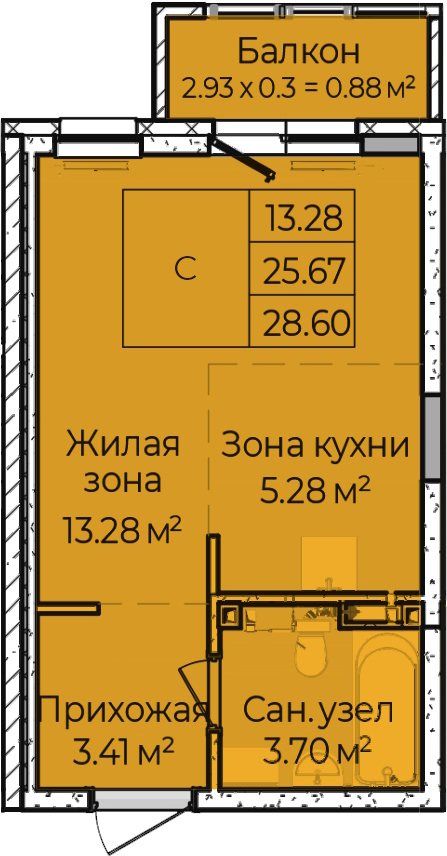 Балкон
2.93 x 0.3 = 0.88 м²
С
13.28
25.67
28.60
Жилая
зона
13.28 м²
Зона кухни
5.28 м²
Прихожая
3.41 м²
Сан. узел
3.70 м²